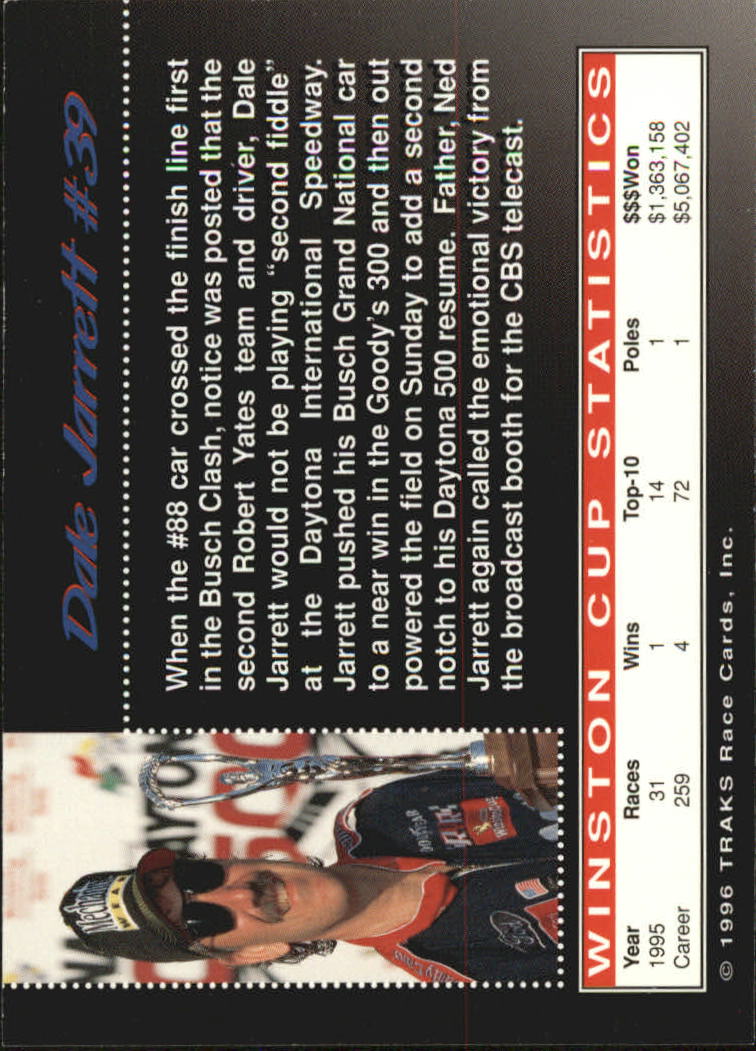 Dale Jarrett #39
When the #88 car crossed the finish line first
in the Busch Clash, notice was posted that the
second Robert Yates team and driver, Dale
Jarrett would not be playing “second fiddle”
at the Daytona International Speedway.
Jarrett pushed his Busch Grand National car
to a near win in the Goody's 300 and then out
powered the field on Sunday to add a second
notch to his Daytona 500 resume. Father, Ned
Jarrett again called the emotional victory from
the broadcast booth for the CBS telecast.
Mechanics
WEAR
DAYTONA
500
GOODYEAR
Ford
WINSTON CUP STATISTICS
Year Races Wins Top-10 Poles $$$Won
1995 31 1 14 1 $1,363,158
Career 259 4 72 1 $5,067,402
© 1996 TRAKS Race Cards, Inc.